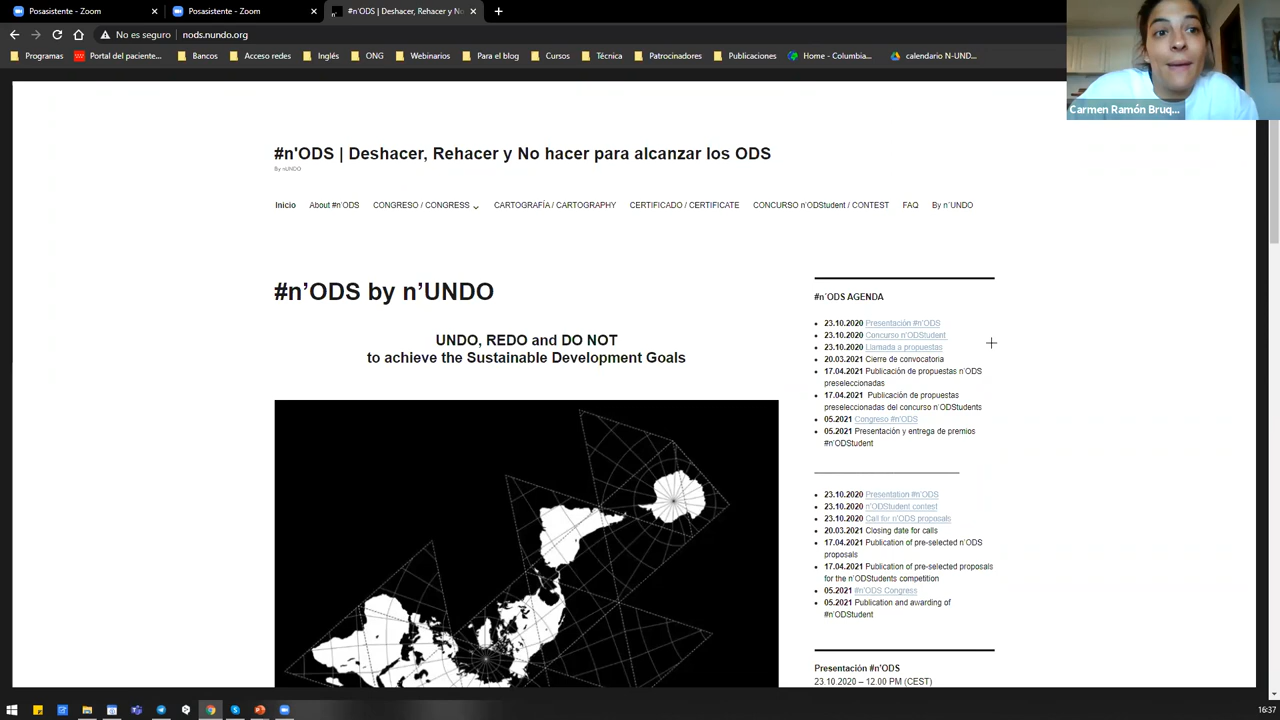 Posasistente - Zoom
Posasistente - Zoom
#n'ODS | Deshacer, Rehacer y No
No es seguro | nods.nundo.org
Programas
Portal del paciente...
Bancos
Acceso redes
Inglés
ONG
Webinarios
Para el blog
Cursos
Técnica
Patrocinadores
Publicaciones
Home - Columbia...
calendario N-UND...
Carmen Ramón Bruq...
#n'ODS | Deshacer, Rehacer y No hacer para alcanzar los ODS
By nUNDO
Inicio
About #n'ODS
CONGRESO / CONGRESS
CARTOGRAFÍA / CARTOGRAPHY
CERTIFICADO / CERTIFICATE
CONCURSO n'ODStudent / CONTEST
FAQ
By n´UNDO
#n’ODS by n’UNDO
UNDO, REDO and DO NOT
to achieve the Sustainable Development Goals
#n´ODS AGENDA
23.10.2020 Presentación #n'ODS
23.10.2020 Concurso n'ODStudent
23.10.2020 Llamada a propuestas
20.03.2021 Cierre de convocatoria
17.04.2021 Publicación de propuestas n'ODS
preseleccionadas
17.04.2021 Publicación de propuestas
preseleccionadas del concurso n'ODStudents
05.2021 Congreso #n'ODS
05.2021 Presentación y entrega de premios
#n'ODStudent
23.10.2020 Presentation #n'ODS
23.10.2020 n'ODStudent contest
23.10.2020 Call for n'ODS proposals
20.03.2021 Closing date for calls
17.04.2021 Publication of pre-selected n'ODS
proposals
17.04.2021 Publication of pre-selected proposals
for the n'ODStudents competition
05.2021 #n'ODS Congress
05.2021 Publication and awarding of
#n'ODStudent
Presentación #n'ODS
23.10.2020 – 12.00 PM (CEST)
16:37